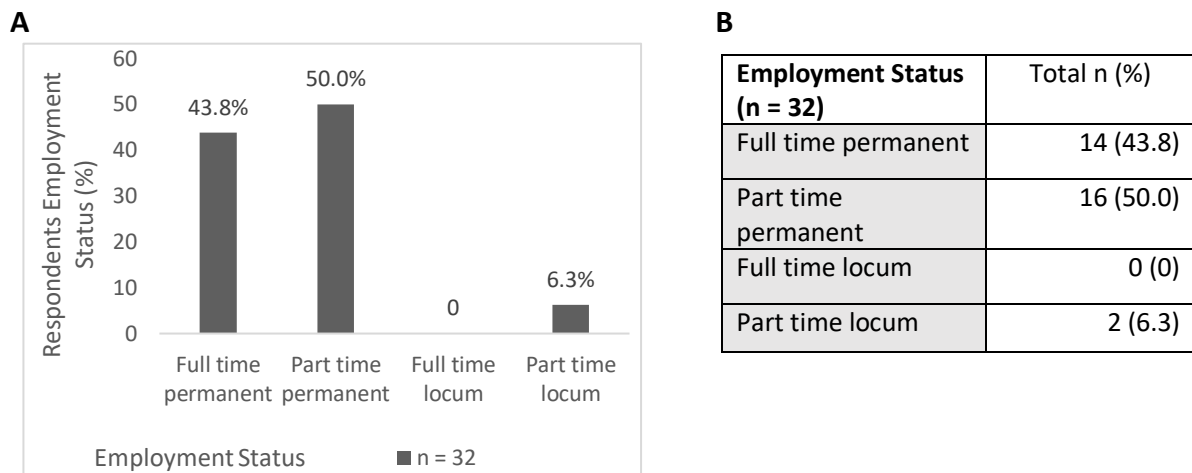 A
60
50
40
30
20
10
0
Respondents Employment
Status (%)
43.8%
50.0%
0
6.3%
Full time
permanent
Part time
permanent
Full time
locum
Part time
locum
Employment Status
n = 32
B
Employment Status
(n = 32)
Total n (%)
Full time permanent
14 (43.8)
Part time
permanent
16 (50.0)
Full time locum
0 (0)
Part time locum
2 (6.3)